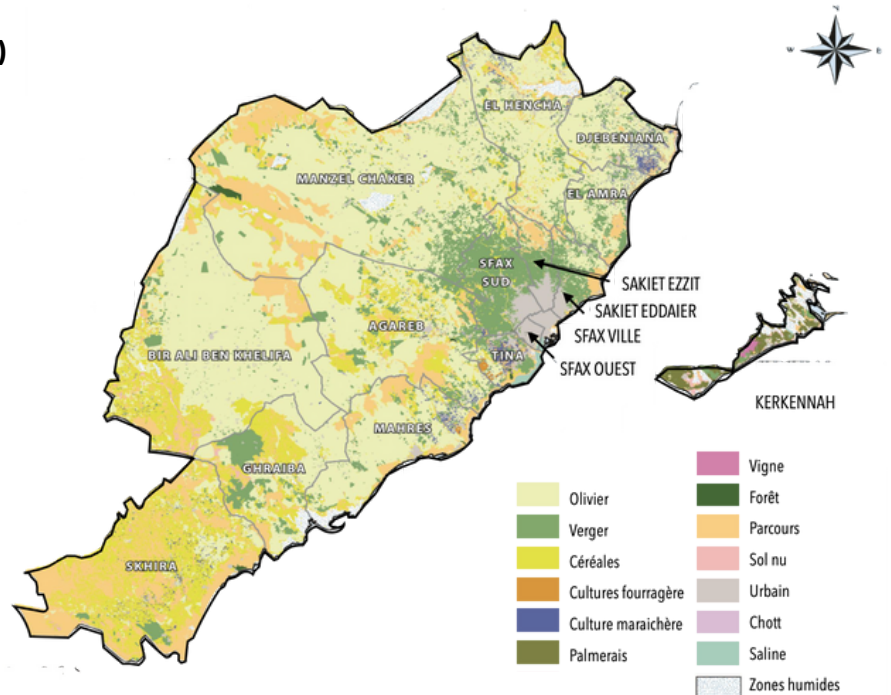 )
N
W
E
S
EL HENCHA
DJEBENIANA
MANZEL CHAKER
EL AMRA
SFAX
SUD
SAKIET EZZIT
SAKIET EDDAIER
SFAX VILLE
SFAX OUEST
AGAREB
BIR ALI BEN KHELIFA
TINA
KERKENNAH
MAHRES
GHRAIBA
SKHIRA
Olivier
Verger
Céréales
Cultures fourragère
Culture maraichère
Palmerais
Vigne
Forêt
Parcours
Sol nu
Urbain
Chott
Saline
Zones humides